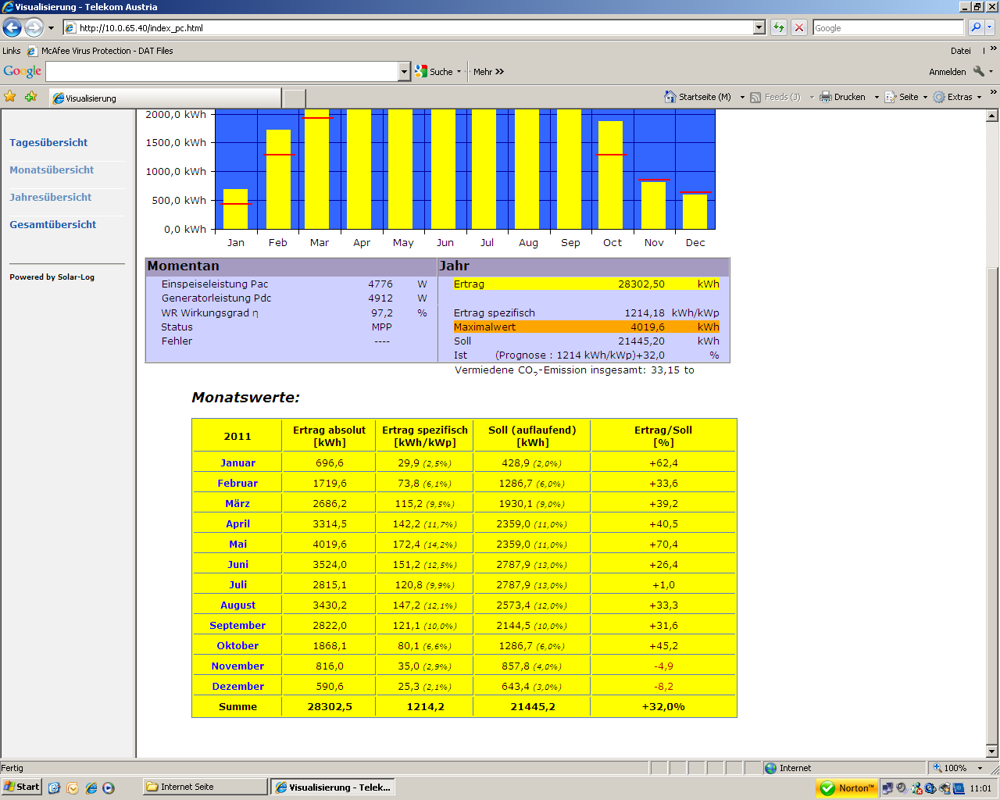 Visualisierung - Telekom Austria
http://10.0.65.40/index_pc.html
Google
Links McAfee Virus Protection - DAT Files Datei
Google Suche Mehr >> Anmelden
Visualisierung Startseite (M) Feeds (J) Drucken Seite Extras
Tagesübersicht
Monatsübersicht
Jahresübersicht
Gesamtübersicht
Powered by Solar-Log
2000,0 kWh
1500,0 kWh
1000,0 kWh
500,0 kWh
0,0 kWh
Jan Feb Mar Apr May Jun Jul Aug Sep Oct Nov Dec
Momentan
Einspeiseleistung Pac 4776 W
Generatorleistung Pdc 4912 W
WR Wirkungsgrad η 97,2 %
Status MPP
Fehler ----
Jahr
Ertrag 28302,50 kWh
Ertrag spezifisch 1214,18 kWh/kWp
Maximalwert 4019,6 kWh
Soll 21445,20 kWh
Ist (Prognose : 1214 kWh/kWp)+32,0 %
Vermiedene CO2-Emission insgesamt: 33,15 to
Monatswerte:
2011 Ertrag absolut [kWh] Ertrag spezifisch [kWh/kWp] Soll (auflaufend) [kWh] Ertrag/Soll [%]
Januar 696,6 29,9 (2,5%) 428,9 (2,0%) +62,4
Februar 1719,6 73,8 (6,1%) 1286,7 (6,0%) +33,6
März 2686,2 115,2 (9,5%) 1930,1 (9,0%) +39,2
April 3314,5 142,2 (11,7%) 2359,0 (11,0%) +40,5
Mai 4019,6 172,4 (14,2%) 2359,0 (11,0%) +70,4
Juni 3524,0 151,2 (12,5%) 2787,9 (13,0%) +26,4
Juli 2815,1 120,8 (9,9%) 2787,9 (13,0%) +1,0
August 3430,2 147,2 (12,1%) 2573,4 (12,0%) +33,3
September 2822,0 121,1 (10,0%) 2144,5 (10,0%) +31,6
Oktober 1868,1 80,1 (6,6%) 1286,7 (6,0%) +45,2
November 816,0 35,0 (2,9%) 857,8 (4,0%) -4,9
Dezember 590,6 25,3 (2,1%) 643,4 (3,0%) -8,2
Summe 28302,5 1214,2 21445,2 +32,0%
Fertig Internet 100%
Start Internet Seite Visualisierung - Telek... Norton™ 11:01